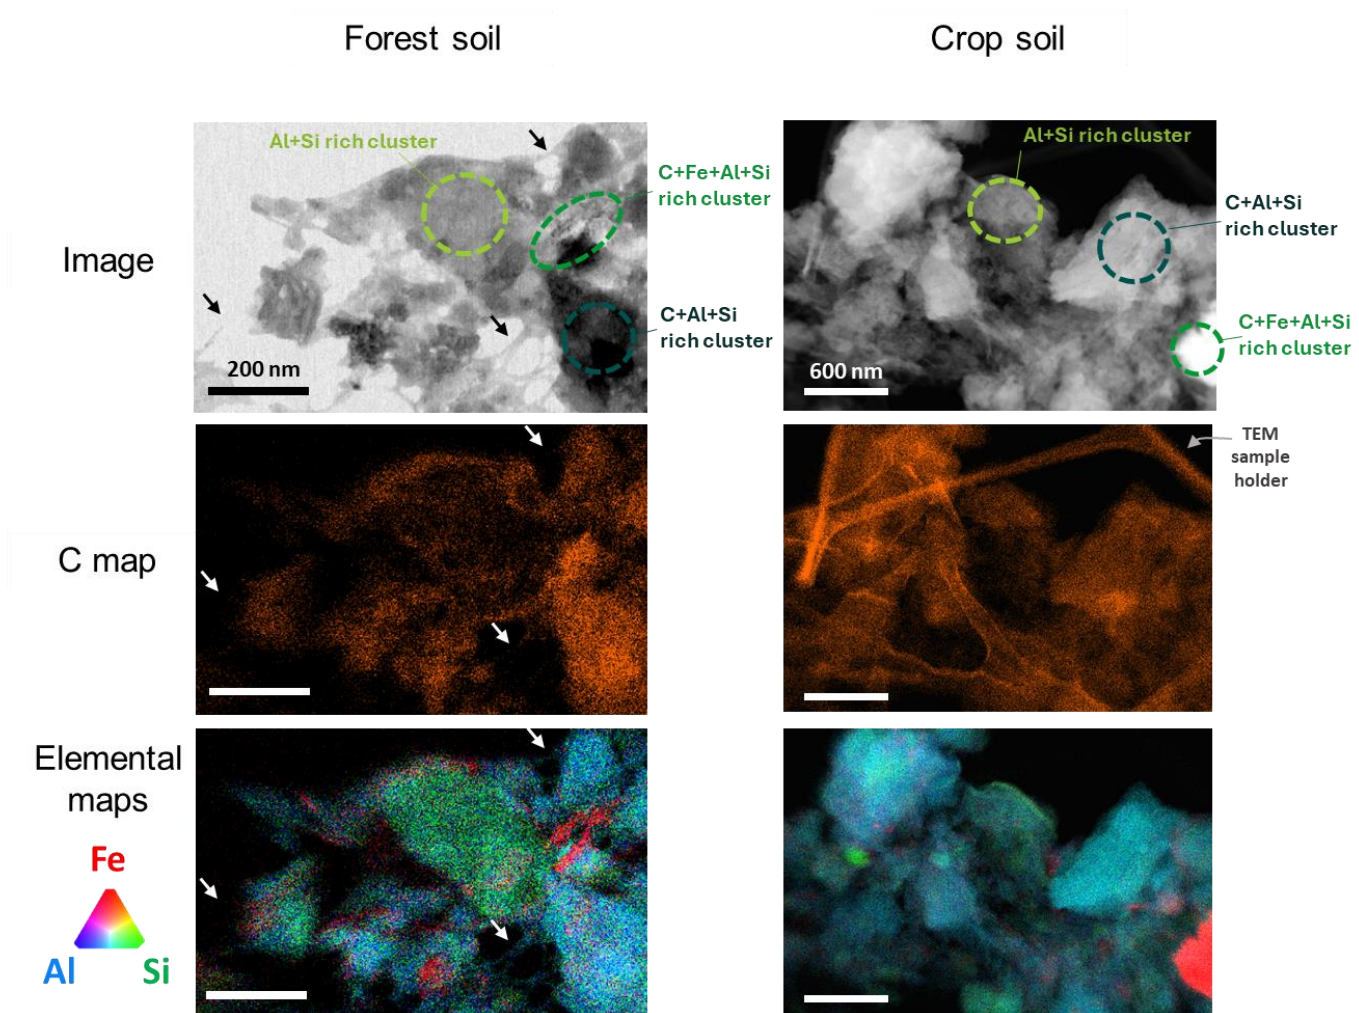 Forest soil
Crop soil
Image
Al+Si rich cluster
C+Fe+Al+Si
rich cluster
C+Al+Si
rich cluster
200 nm
Al+Si rich cluster
C+Al+Si
rich cluster
C+Fe+Al+Si
rich cluster
600 nm
C map
TEM
sample
holder
Elemental
maps
Fe
Al
Si